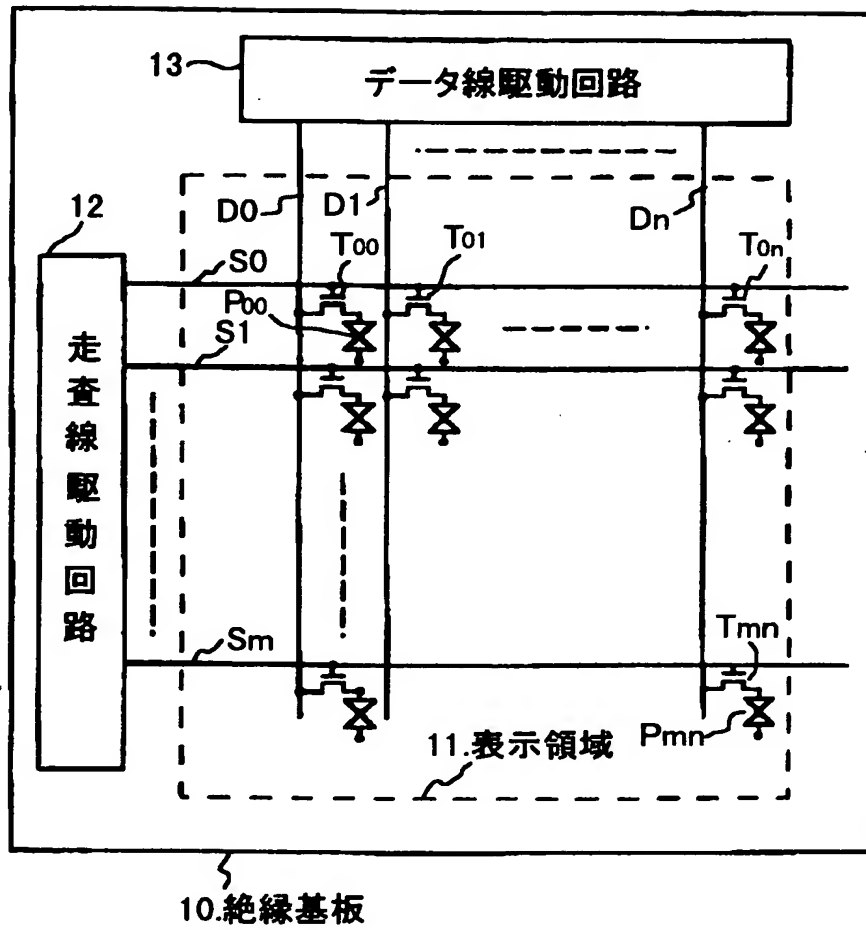 13
データ線駆動回路
12
D0
D1
Dn
S0
T00
T01
T0n
P00
S1
走査線駆動回路
Sm
Tmn
Pmn
11.表示領域
10.絶縁基板